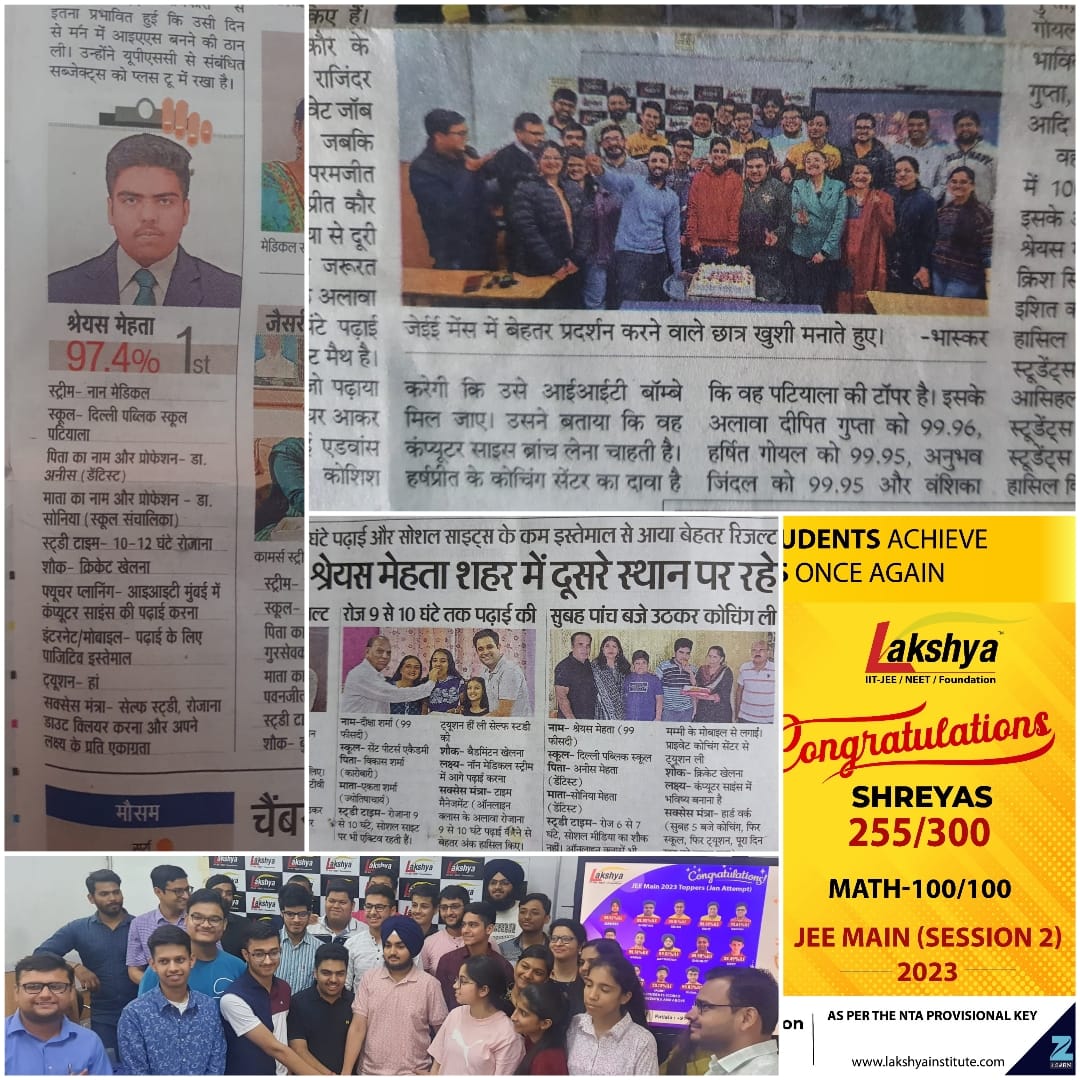 इतना प्रभावित हुई कि उसी दिन
से मन में आइएएस बनने की ठान
ली। उन्होंने यूपीएससी से संबंधित
सब्जेक्ट्स को प्लस टू में रखा है।
श्रेयस मेहता
97.4% 1st
स्ट्रीम- नान मेडिकल
स्कूल- दिल्ली पब्लिक स्कूल
पटियाला
पिता का नाम और प्रोफेशन- डा.
अनीस (डेंटिस्ट)
माता का नाम और प्रोफेशन - डा.
सोनिया (स्कूल संचालिका)
स्टडी टाइम- 10-12 घंटे रोजाना
शौक- क्रिकेट खेलना
फ्यूचर प्लानिंग- आइआइटी मुंबई में
कंप्यूटर साइंस की पढ़ाई करना
इंटरनेट/मोबाइल- पढ़ाई के लिए
पाजिटिव इस्तेमाल
ट्यूशन- हां
सक्सेस मंत्रा- सेल्फ स्टडी, रोजाना
डाउट क्लियर करना और अपने
लक्ष्य के प्रति एकाग्रता
मौसम
मेडिकल
कामर्स स्ट्री
स्ट्रीम-
स्कूल-
पिता का
गुरसेवक
माता का
पवनजीत
स्टडी टा
शौक-
चैंब
किए हैं।
कौर के
राजिंदर
वेट जॉब
जबकि
परमजीत
प्रीत कौर
या से दूरी
जरूरत
अलावा
घंटे पढ़ाई
ट मैथ है।
जो पढ़ाया
घर आकर
एडवांस
कोशिश
Lakshya
जेईई मेंस में बेहतर प्रदर्शन करने वाले छात्र खुशी मनाते हुए। -भास्कर
करेगी कि उसे आईआईटी बॉम्बे
मिल जाए। उसने बताया कि वह
कंप्यूटर साइस ब्रांच लेना चाहती है।
हर्षप्रीत के कोचिंग सेंटर का दावा है
कि वह पटियाला की टॉपर है। इसके
अलावा दीपित गुप्ता को 99.96,
हर्षित गोयल को 99.95, अनुभव
जिंदल को 99.95 और वंशिका
गोयल
भावि
गुप्ता,
आदि
में 10
इसके
श्रेयस
क्रिश सि
इशित क
हासिल
स्टूडेंट्स
आसिहल
स्टूडेंट्स
स्टूडेंट्स
हासिल
घंटे पढ़ाई और सोशल साइट्स के कम इस्तेमाल से आया बेहतर रिजल्ट
श्रेयस मेहता शहर में दूसरे स्थान पर रहे
रोज 9 से 10 घंटे तक पढ़ाई की
नाम-दीक्षा शर्मा (99
फीसदी)
स्कूल- सेंट पीटर्स एकैडमी
पिता- विकास शर्मा
(कारोबारी)
माता-एकता शर्मा
(ज्योतिषाचार्य)
स्टडी टाइम- रोजाना 9
से 10 घंटे, सोशल साइट
पर भी एक्टिव रहती हैं।
ट्यूशन हीं ली सेल्फ स्टडी
को
शौक- बैडमिंटन खेलना
लक्ष्य- नॉन मेडिकल स्ट्रीम
में आगे पढ़ाई करना
सक्सेस मंत्रा- टाइम
मैनेजमेंट (ऑनलाइन
क्लास के अलावा रोजाना
9 से 10 घंटे पढ़ाई करने से
बेहतर अंक हासिल किए।
सुबह पांच बजे उठकर कोचिंग ली
नाम- श्रेयस मेहता (99
फीसदी)
स्कूल- दिल्ली पब्लिक स्कूल
पिता- अनीस मेहता
(डेंटिस्ट)
माता-सोनिया मेहता
(डेंटिस्ट)
स्टडी टाइम- रोज 6 से 7
घंटे, सोशल मीडिया का शौक
मम्मी के मोबाइल से लगाई।
प्राइवेट कोचिंग सेंटर से
ट्यूशन ली
शौक- क्रिकेट खेलना
लक्ष्य- कंप्यूटर साइंस में
भविष्य बनाना है
सक्सेस मंत्रा- हार्ड वर्क
(सुबह 5 बजे कोचिंग, फिर
स्कूल, फिर ट्यूशन, पूरा दिन
UDENTS ACHIEVE
S ONCE AGAIN
Lakshya
IIT-JEE / NEET / Foundation
Congratulations
SHREYAS
255/300
MATH-100/100
JEE MAIN (SESSION 2)
2023
on
AS PER THE NTA PROVISIONAL KEY
www.lakshyainstitute.com
Z
LEARN
Lakshya
Lakshya
Congratulations!
JEE Main 2023 Toppers (Jan Attempt)